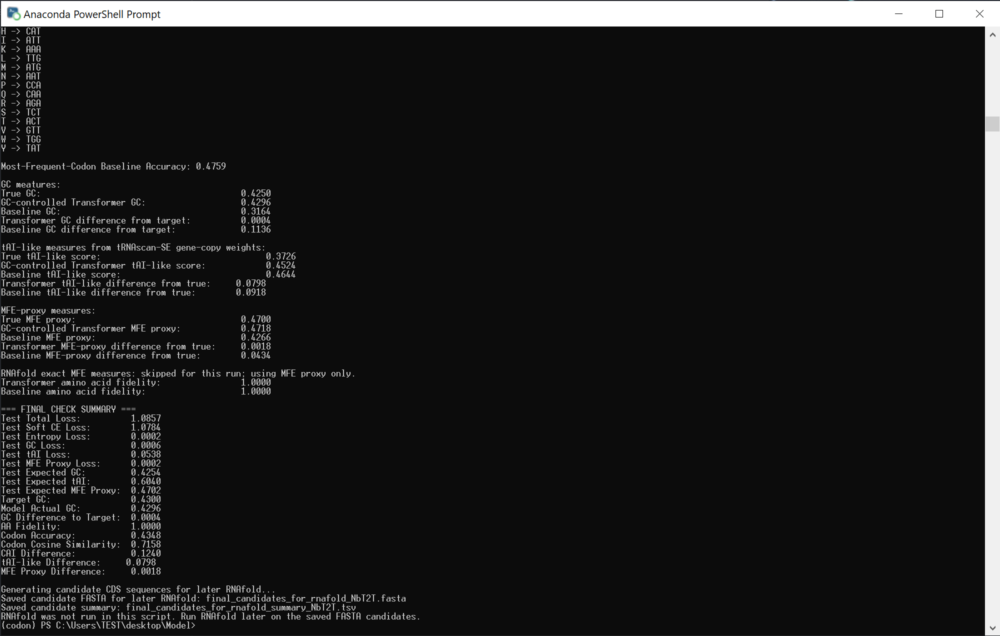 Anaconda PowerShell Prompt
H -> CAT
I -> ATT
K -> AAA
L -> TTG
M -> ATG
N -> AAT
P -> CCA
Q -> CAA
R -> AGA
S -> TCT
T -> ACT
V -> GTT
W -> TGG
Y -> TAT
Most-Frequent-Codon Baseline Accuracy: 0.4759
GC meatures:
True GC: 0.4250
GC-controlled Transformer GC: 0.4296
Baseline GC: 0.3164
Transformer GC difference from target: 0.0004
Baseline GC difference from target: 0.1136
tAI-like measures from tRNAscan-SE gene-copy weights:
True tAI-like score: 0.3726
GC-controlled Transformer tAI-like score: 0.4524
Baseline tAI-like score: 0.4644
Transformer tAI-like difference from true: 0.0798
Baseline tAI-like difference from true: 0.0918
MFE-proxy measures:
True MFE proxy: 0.4700
GC-controlled Transformer MFE proxy: 0.4718
Baseline MFE proxy: 0.4266
Transformer MFE-proxy difference from true: 0.0018
Baseline MFE-proxy difference from true: 0.0434
RNAfold exact MFE measures: skipped for this run; using MFE proxy only.
Transformer amino acid fidelity: 1.0000
Baseline amino acid fidelity: 1.0000
=== FINAL CHECK SUMMARY ===
Test Total Loss: 1.0857
Test Soft CE Loss: 1.0784
Test Entropy Loss: 0.0002
Test GC Loss: 0.0006
Test tAI Loss: 0.0538
Test MFE Proxy Loss: 0.0002
Test Expected GC: 0.4254
Test Expected tAI: 0.6040
Test Expected MFE Proxy: 0.4702
Target GC: 0.4300
Model Actual GC: 0.4296
GC Difference to Target: 0.0004
AA Fidelity: 1.0000
Codon Accuracy: 0.4348
Codon Cosine Similarity: 0.7158
CAI Difference: 0.1240
tAI-like Difference: 0.0798
MFE Proxy Difference: 0.0018
Generating candidate CDS sequences for later RNAfold...
Saved candidate FASTA for later RNAfold: final_candidates_for_rnafold_NbT2T.fasta
Saved candidate summary: final_candidates_for_rnafold_summary_NbT2T.tsv
RNAfold was not run in this script. Run RNAfold later on the saved FASTA candidates.
(codon) PS C:\Users\TEST\desktop\Model>